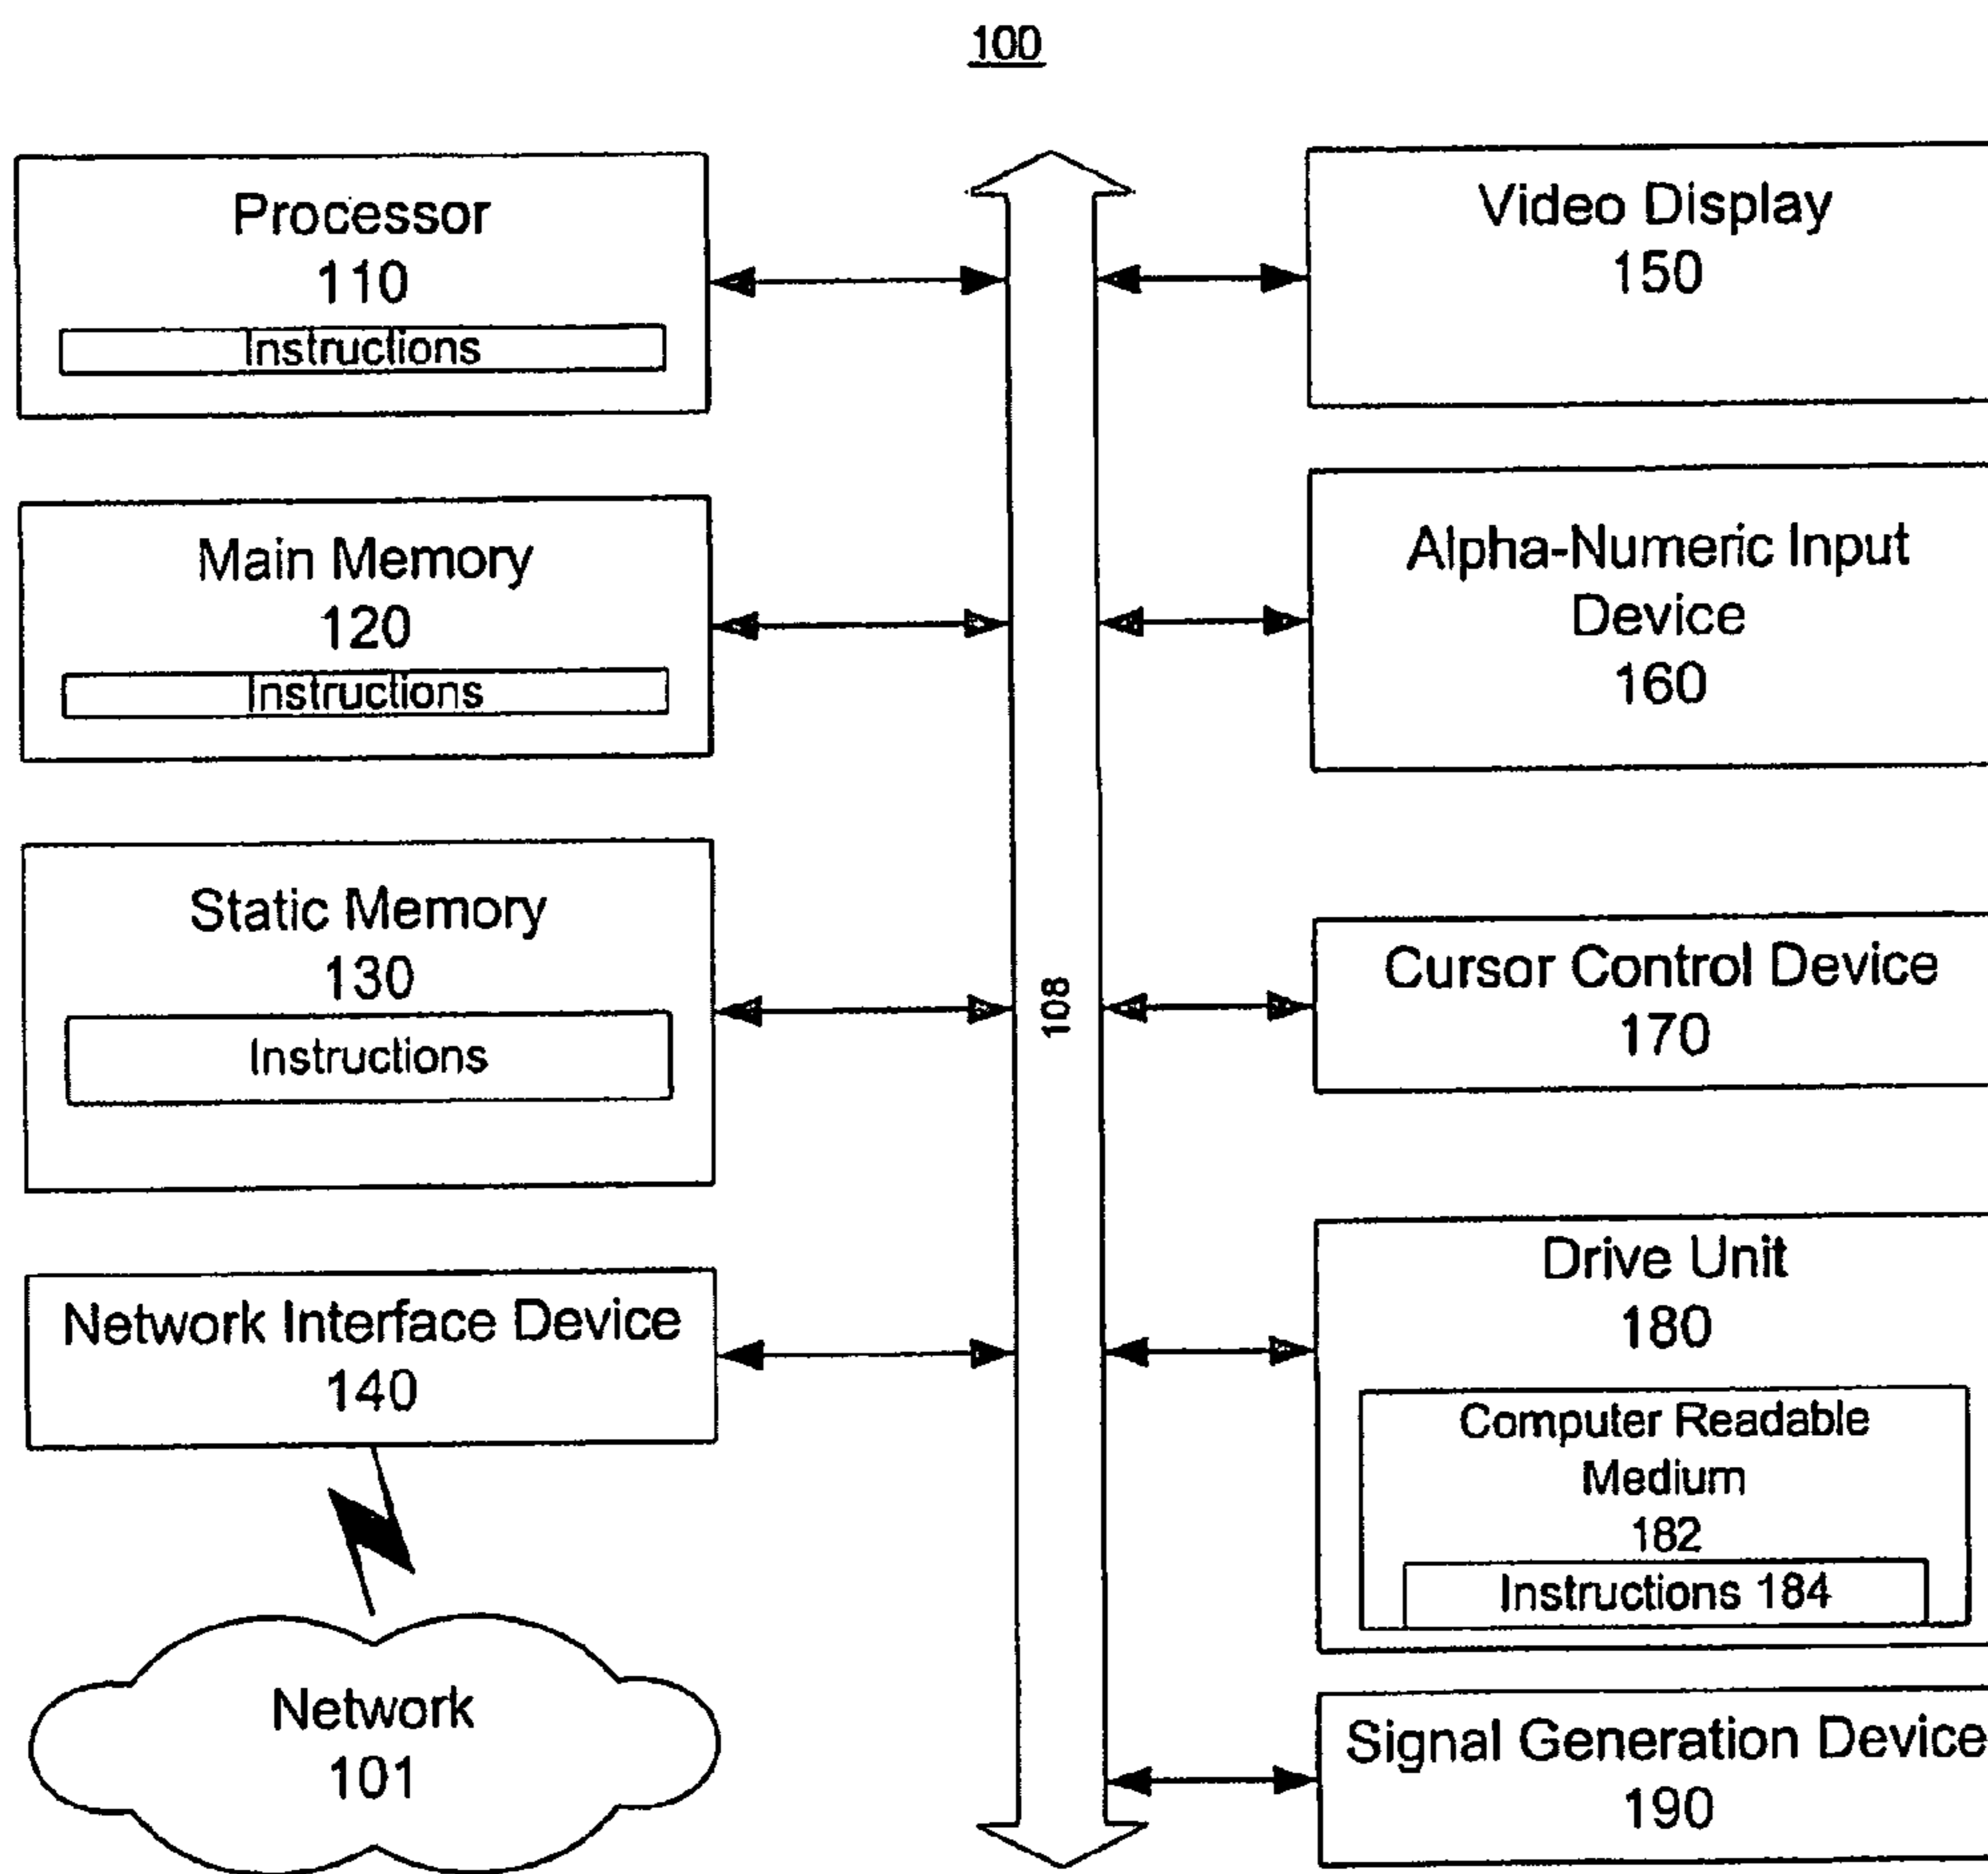 100
Processor
110
Instructions
Main Memory
120
Instructions
Static Memory
130
Instructions
Network Interface Device
140
Network
101
108
Video Display
150
Alpha-Numeric Input
Device
160
Cursor Control Device
170
Drive Unit
180
Computer Readable
Medium
182
Instructions 184
Signal Generation Device
190